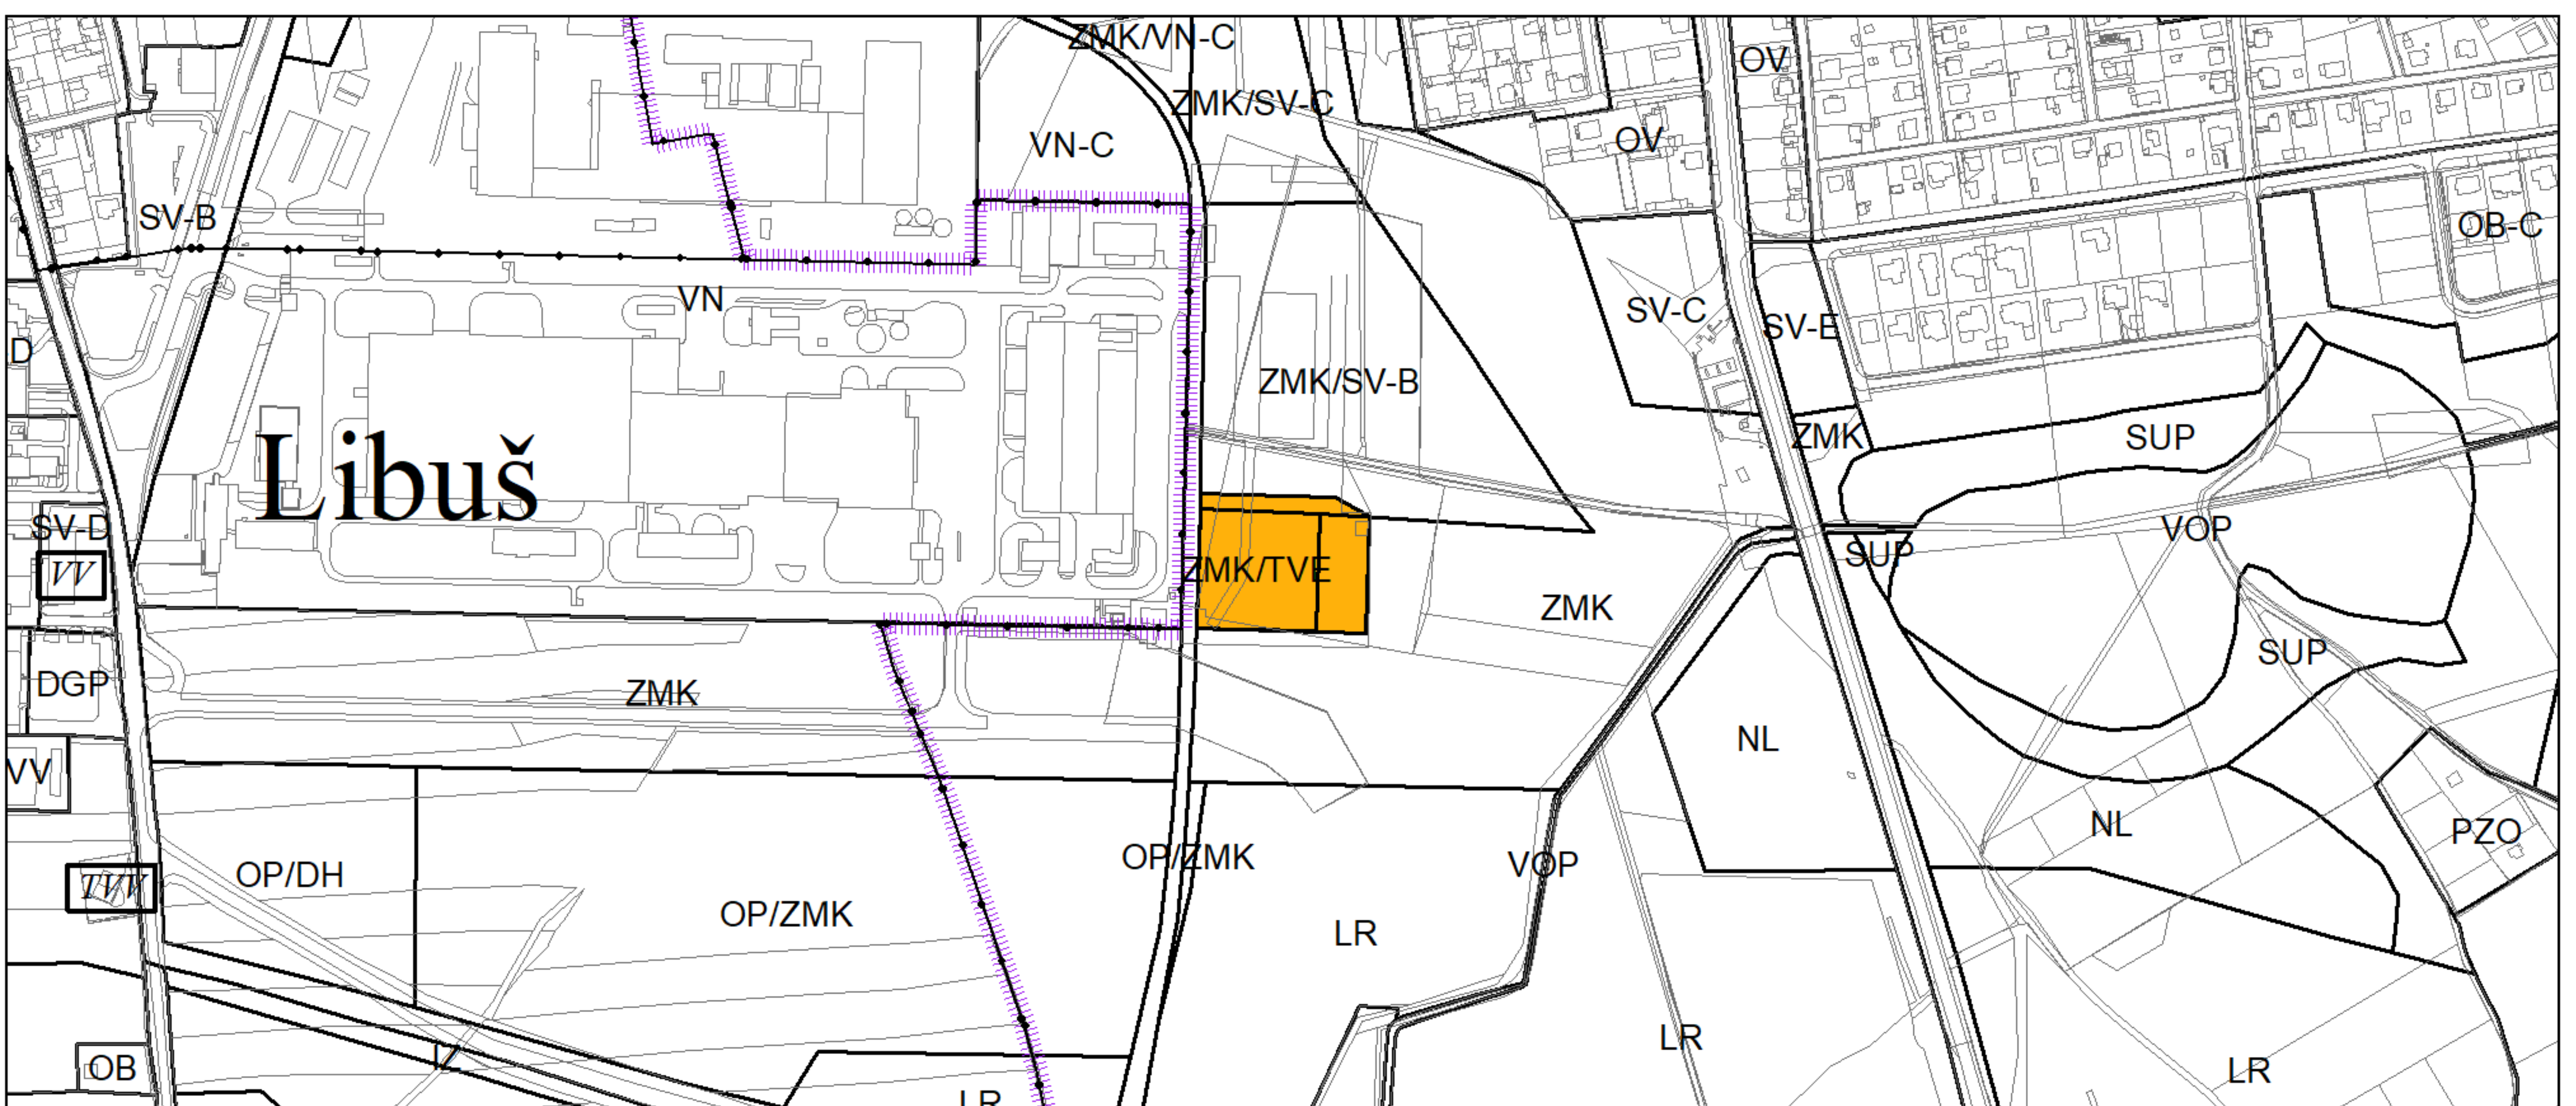 ZMK/VN-C
OV
ZMK/SV-C
OV
VN-C
SV-B
OB-C
VN
SV-C
SV-E
D
ZMK/SV-B
ZMK
SUP
Libuš
SV-D
VOP
SUP
VV
ZMK/TVE
ZMK
SUP
DGP
ZMK
NL
VV
NL
PZO
OP/ZMK
VOP
OP/DH
TVV
OP/ZMK
LR
LR
IZ
OB
LR
LR